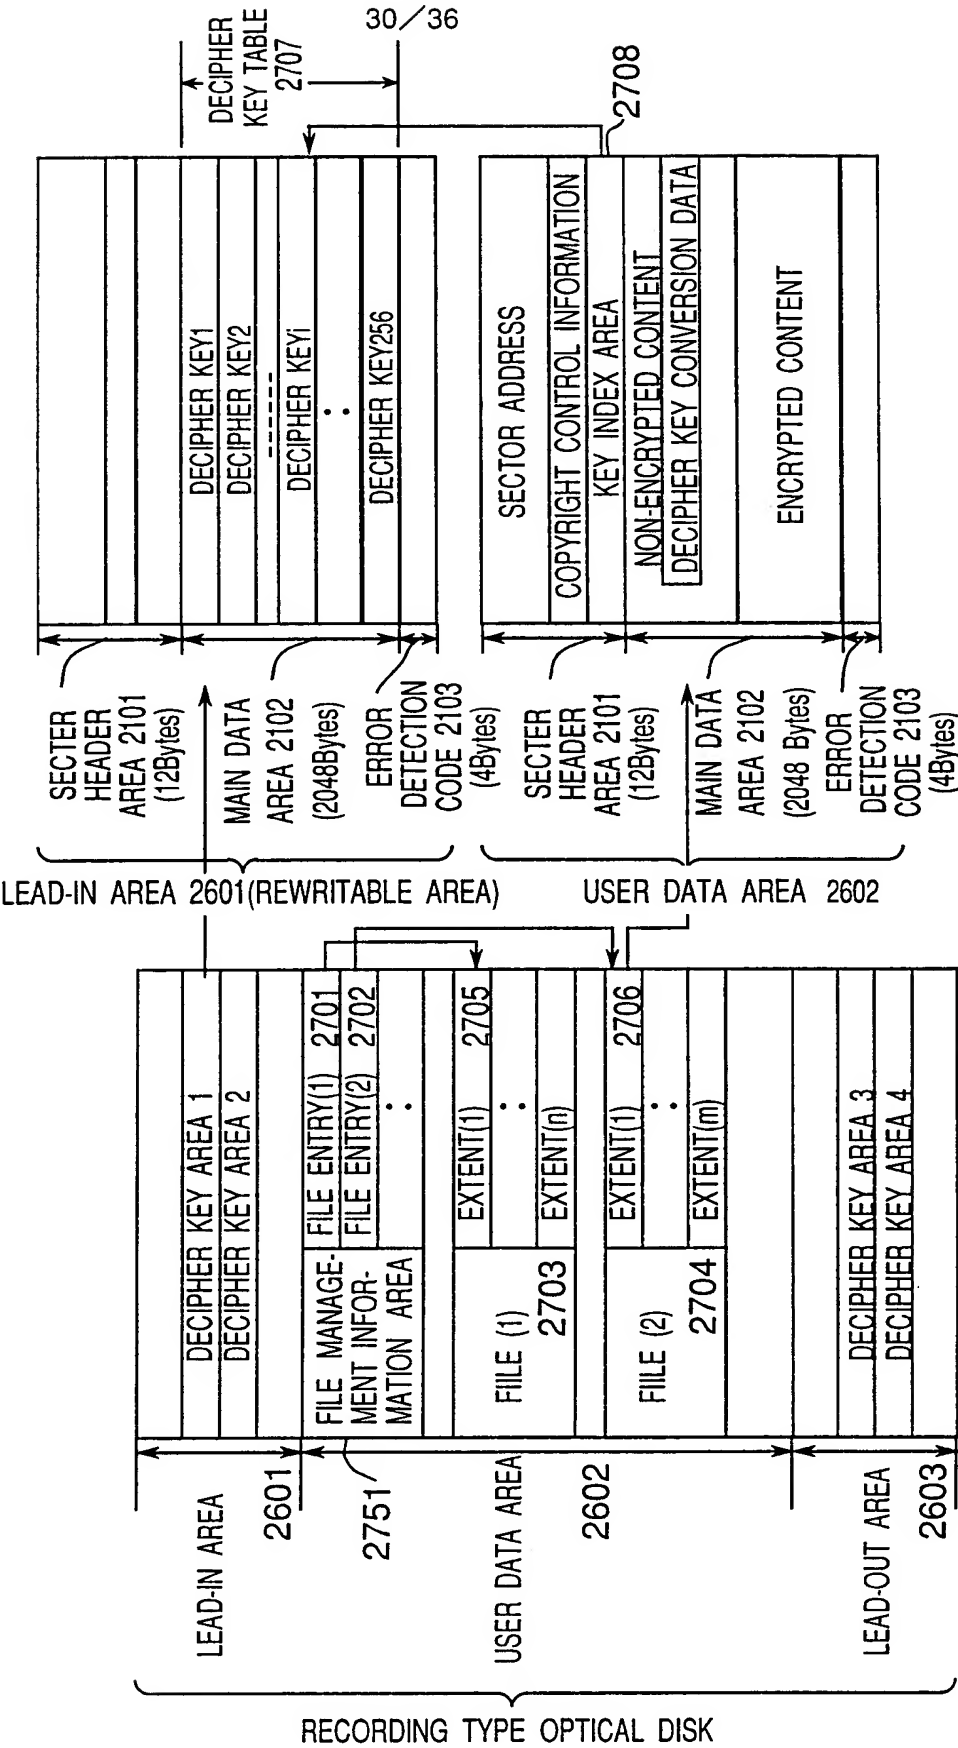 30/36
RECORDING TYPE OPTICAL DISK
LEAD-IN AREA
2601
USER DATA AREA
2602
LEAD-OUT AREA
2603
2751
DECIPHER KEY AREA 1
DECIPHER KEY AREA 2
FILE MANAGE-
MENT INFOR-
MATION AREA
FILE ENTRY(1) 2701
FILE ENTRY(2) 2702
FIILE (1)
2703
EXTENT(1) 2705
EXTENT(n)
FIILE (2)
2704
EXTENT(1) 2706
EXTENT(m)
DECIPHER KEY AREA 3
DECIPHER KEY AREA 4
LEAD-IN AREA 2601(REWRITABLE AREA)
SECTER
HEADER
AREA 2101
(12Bytes)
MAIN DATA
AREA 2102
(2048Bytes)
ERROR
DETECTION
CODE 2103
(4Bytes)
DECIPHER KEY1
DECIPHER KEY2
DECIPHER KEYi
DECIPHER KEY256
DECIPHER
KEY TABLE
2707
USER DATA AREA 2602
SECTER
HEADER
AREA 2101
(12Bytes)
MAIN DATA
AREA 2102
(2048 Bytes)
ERROR
DETECTION
CODE 2103
(4Bytes)
SECTOR ADDRESS
COPYRIGHT CONTROL INFORMATION
KEY INDEX AREA
NON-ENCRYPTED CONTENT
DECIPHER KEY CONVERSION DATA
ENCRYPTED CONTENT
2708